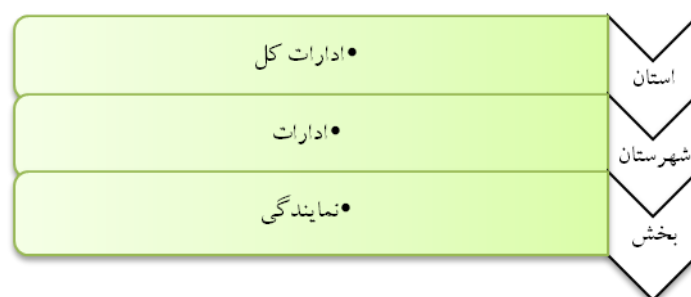 استان
•ادارات کل
شهرستان
•ادارات
بخش
•نمایندگی